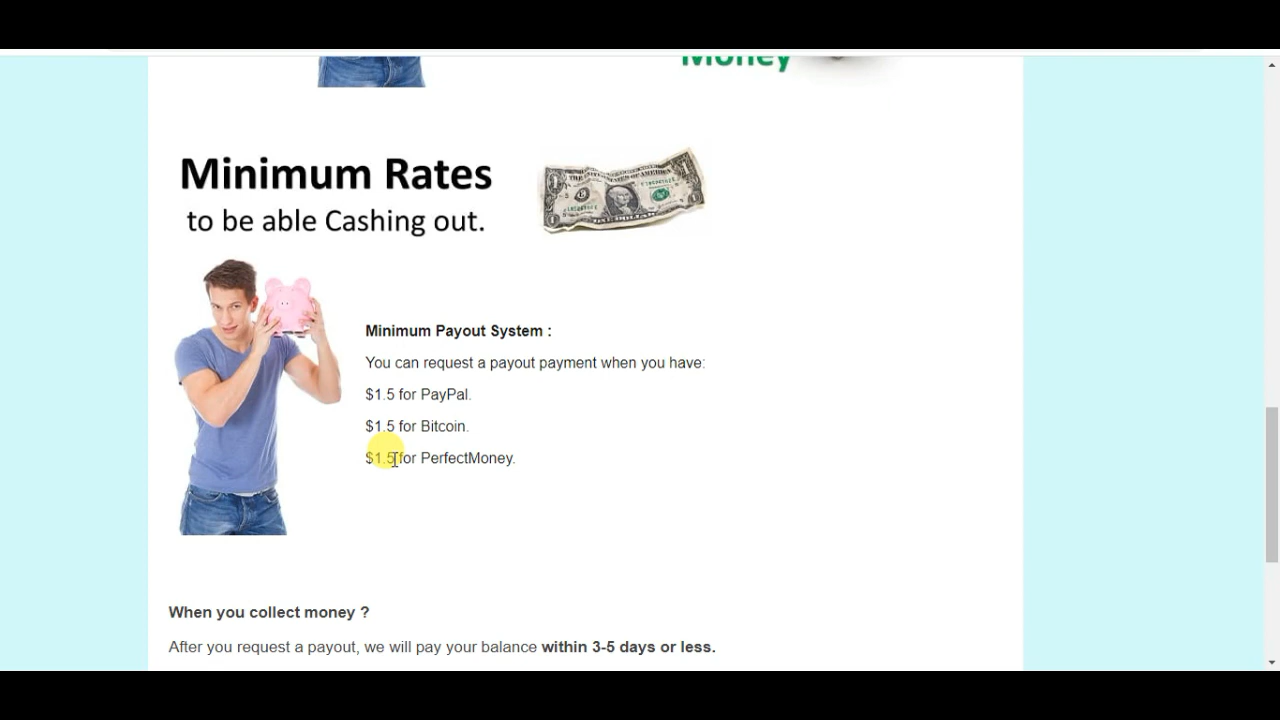 Money
Minimum Rates
to be able Cashing out.
Minimum Payout System :
You can request a payout payment when you have:
$1.5 for PayPal.
$1.5 for Bitcoin.
$1.5 for PerfectMoney.
When you collect money ?
After you request a payout, we will pay your balance within 3-5 days or less.